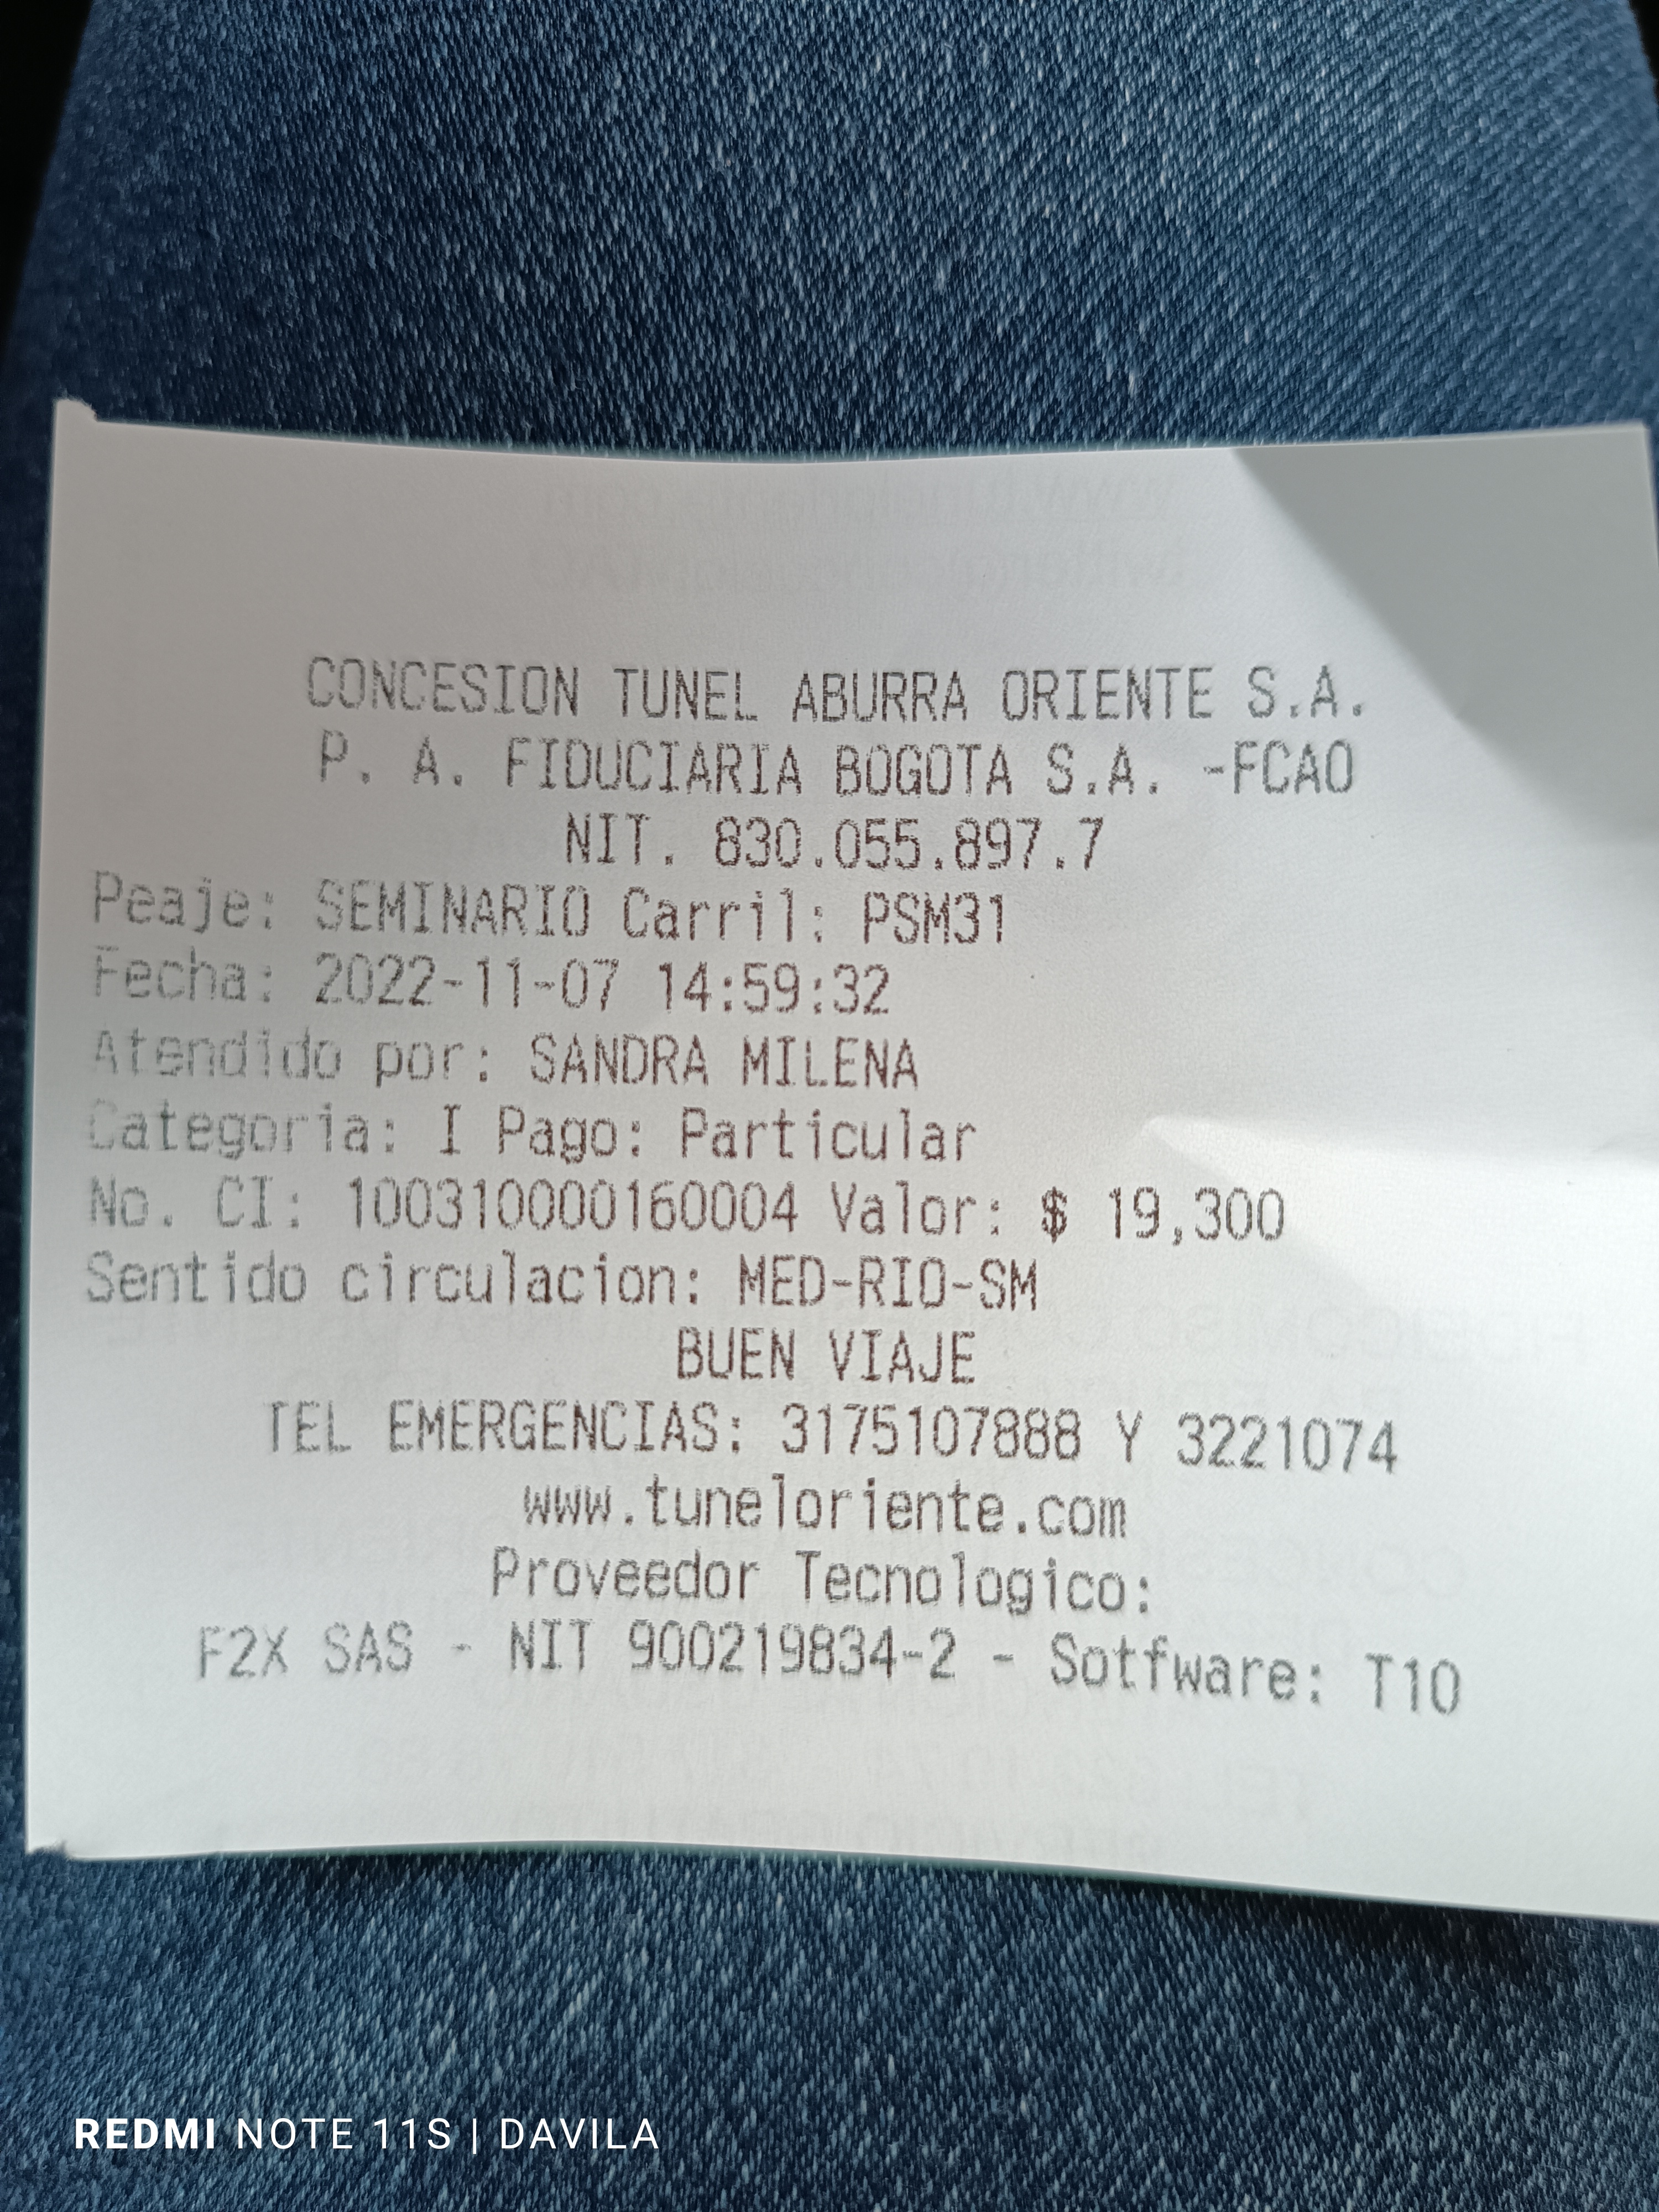 CONCESION TUNEL ABURRA ORIENTE S.A.
P. A. FIDUCIARIA BOGOTA S.A. -FCAO
NIT. 830.055.897.7
Peaje: SEMINARIO Carril: PSM31
Fecha: 2022-11-07 14:59:32
Atendido por: SANDRA MILENA
Categoria: I Pago: Particular
No. CI: 100310000160004 Valor: $ 19,300
Sentido circulacion: MED-RIO-SM
BUEN VIAJE
TEL EMERGENCIAS: 3175107888 Y 3221074
www.tuneloriente.com
Proveedor Tecnologico:
F2X SAS - NIT 900219834-2 - Sotfware: T10
REDMI NOTE 11S | DAVILA